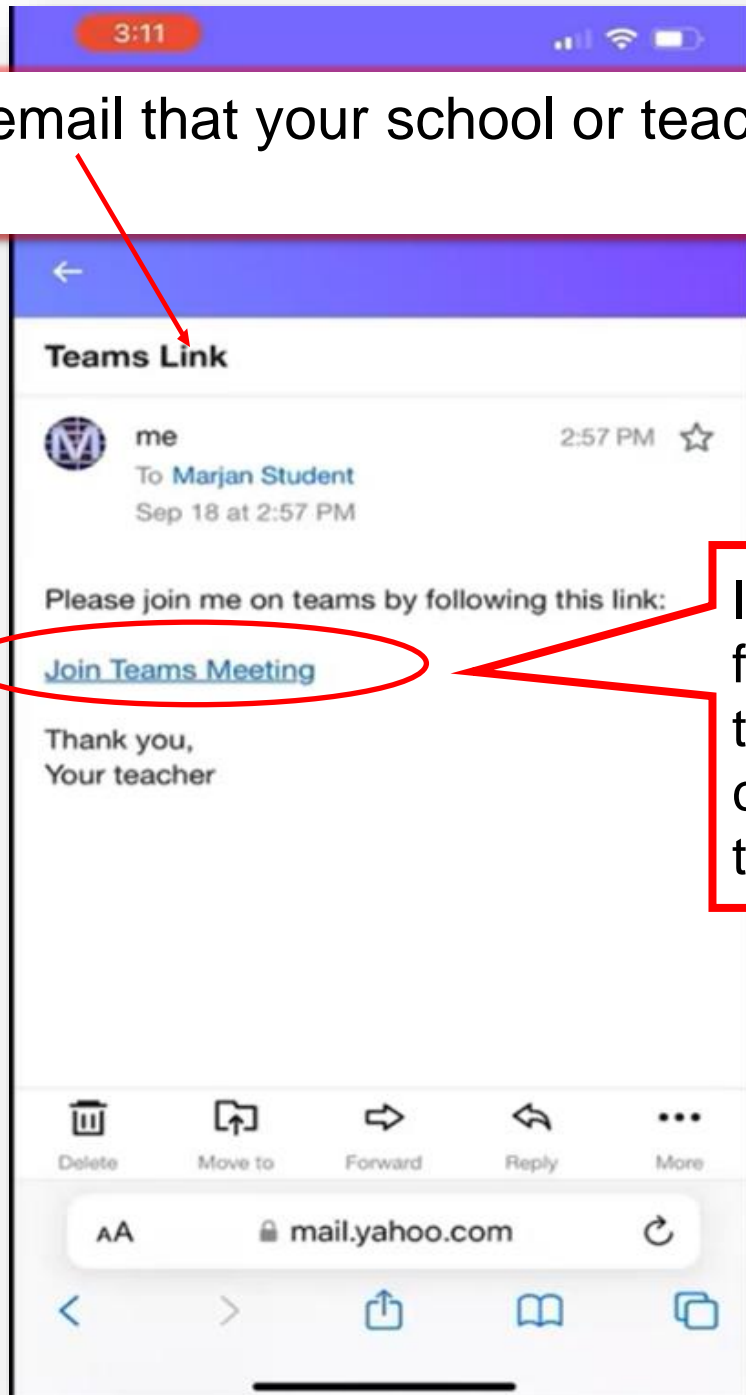 3:11
email that your school or teac
Teams Link
M
me
2:57 PM
To Marjan Student
Sep 18 at 2:57 PM
Please join me on teams by following this link:
Join Teams Meeting
Thank you,
Your teacher
Delete
Move to
Forward
Reply
More
AA
mail.yahoo.com